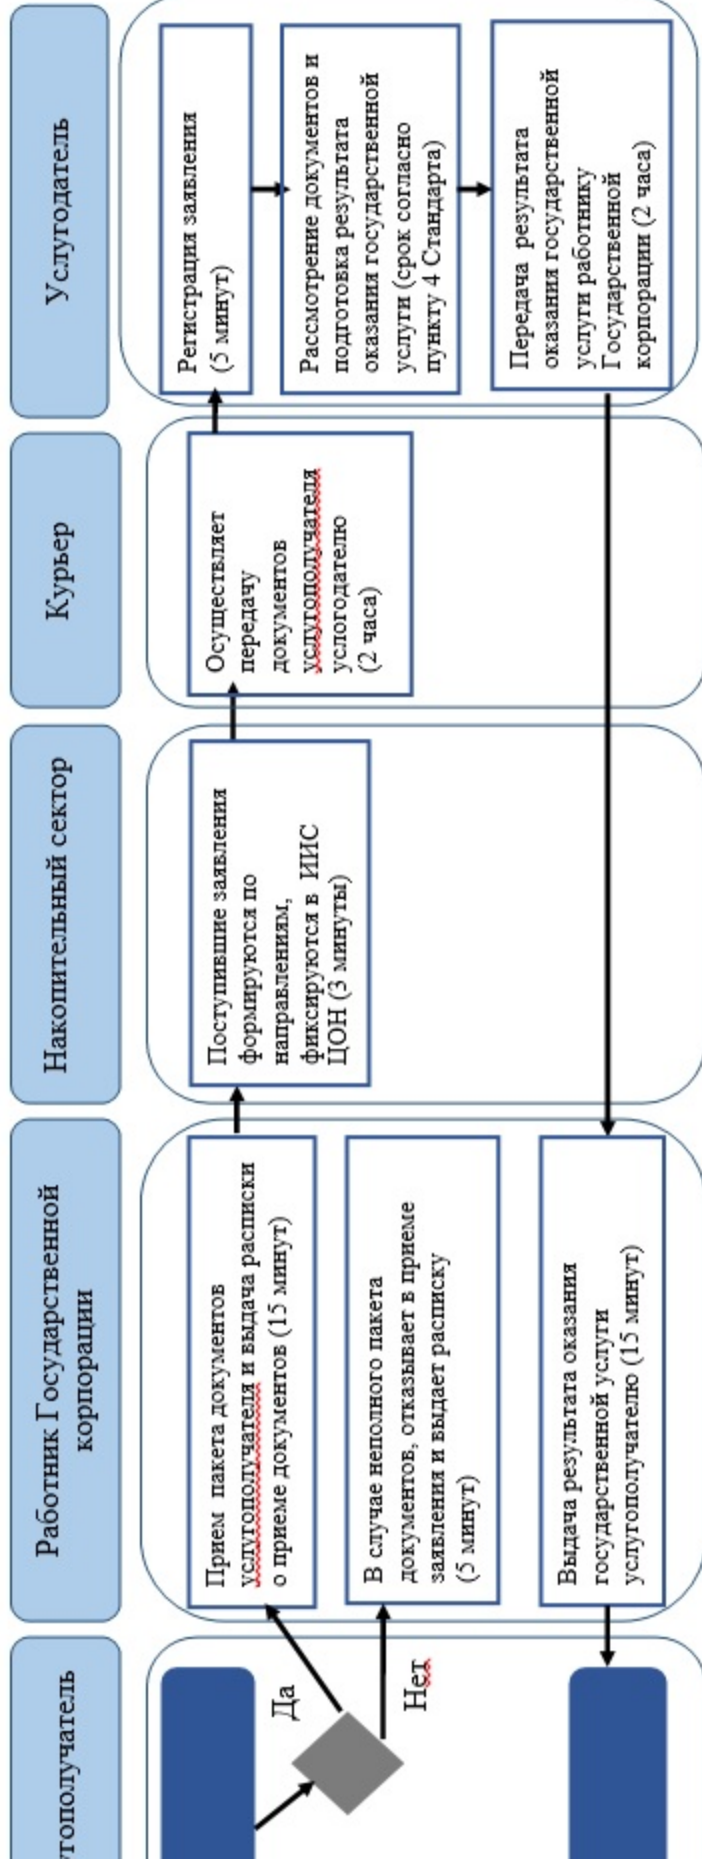 угополучатель
Работник Государственной
корпорации
Накопительный сектор
Курьер
Услугодатель
Да
Нет
Прием  пакета документов
услугополучателя и выдача расписки
о приеме документов (15 минут)
В случае неполного пакета
документов, отказывает в приеме
заявления и выдает расписку
(5 минут)
Выдача результата оказания
государственной услуги
услугополучателю (15 минут)
Поступившие заявления
формируются по
направлениям,
фиксируются в  ИИС
ЦОН (3 минуты)
Осуществляет
передачу
документов
услугополучателя
услогодателю
(2 часа)
Регистрация заявления
(5 минут)
Рассмотрение документов и
подготовка результата
оказания государственной
услуги (срок согласно
пункту 4 Стандарта)
Передача  результата
оказания государственной
услуги работнику
Государственной
корпорации (2 часа)